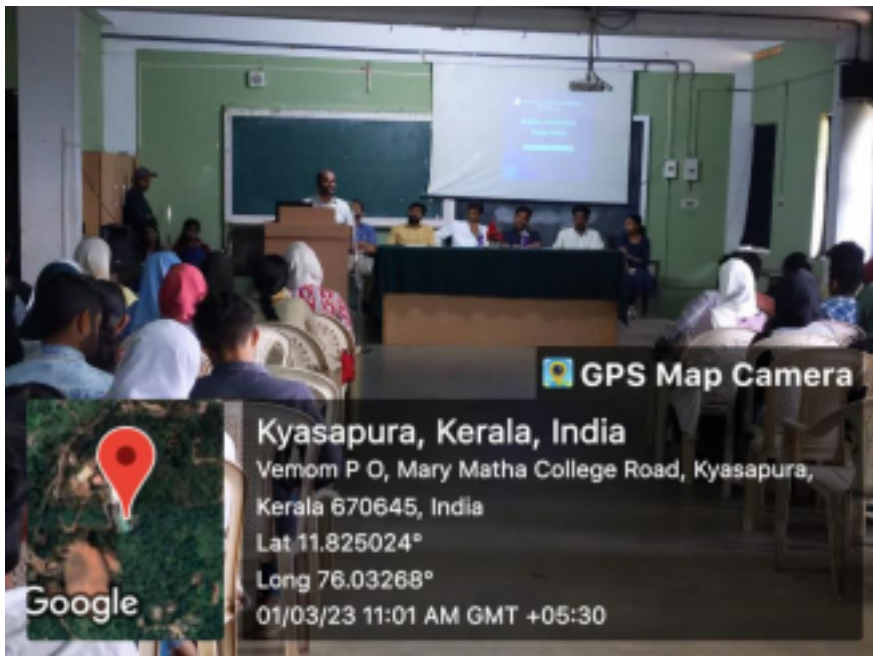 GPS Map Camera
Kyasapura, Kerala, India
Vemom P O, Mary Matha College Road, Kyasapura,
Kerala 670645, India
Lat 11.825024°
Long 76.03268°
01/03/23 11:01 AM GMT +05:30
Google